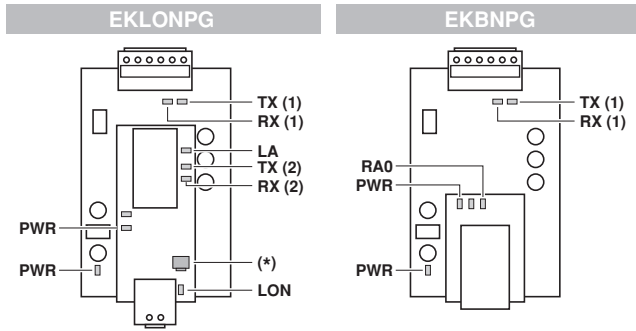 EKLONPG
TX (1)
RX (1)
LA
TX (2)
RX (2)
PWR
PWR
(*)
LON
EKBNPG
TX (1)
RX (1)
RA0
PWR
PWR